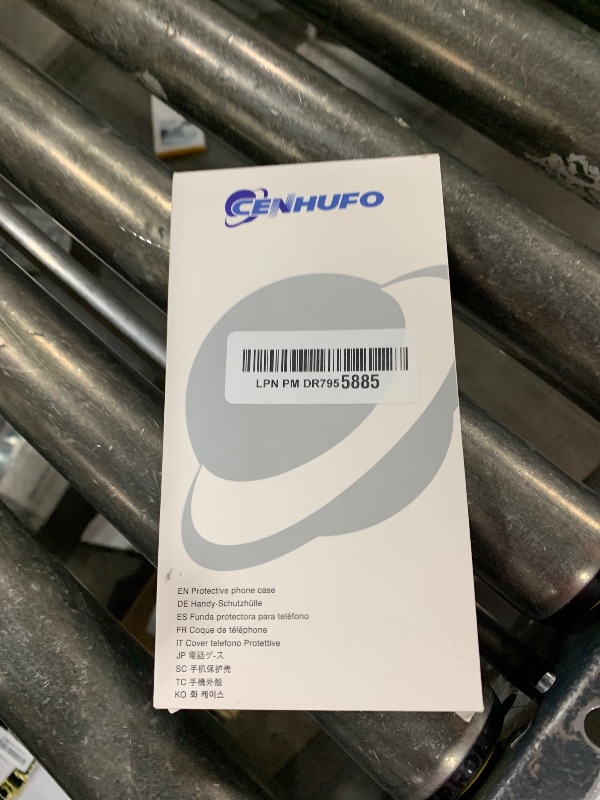 CENHUFO
LPN PM DR7955885
EN Protective phone case
DE Handy-Schutzhülle
ES Funda protectora para teléfono
FR Coque de téléphone
IT Cover telefono Protettive
JP 電話ゲース
SC 手机保护壳
TC 手機外殼
KO 화 케이스